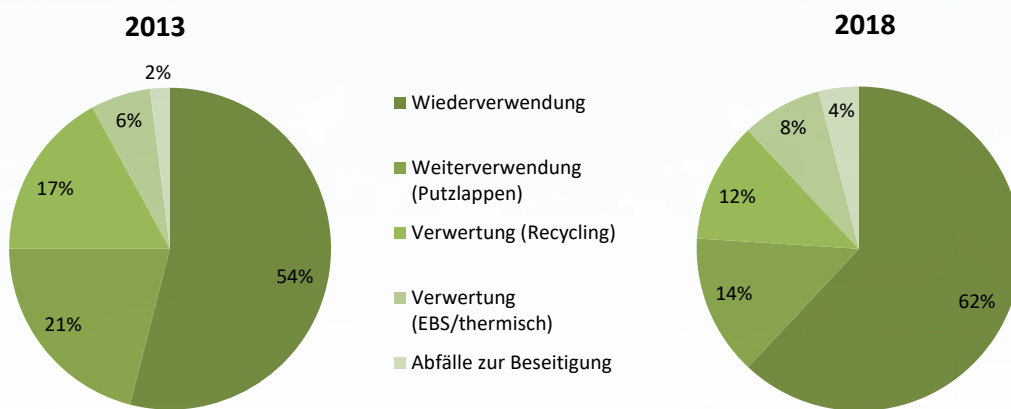 2013
2%
6%
17%
21%
54%
Wiederverwendung
Weiterverwendung
(Putzlappen)
Verwertung (Recycling)
Verwertung
(EBS/thermisch)
Abfälle zur Beseitigung
2018
4%
8%
12%
14%
62%